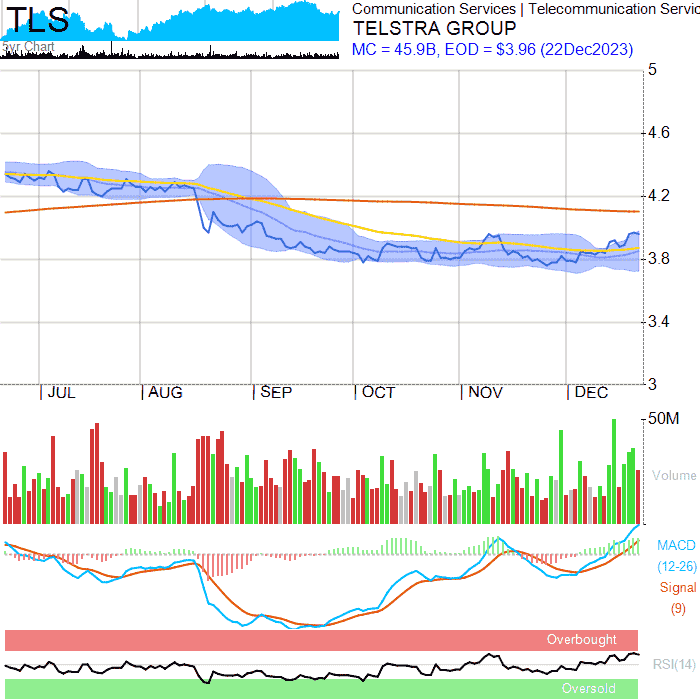 TLS
5yr Chart
Communication Services | Telecommunication Servic
TELSTRA GROUP
MC = 45.9B, EOD = $3.96 (22Dec2023)
5
4.6
4.2
3.8
3.4
3
JUL AUG SEP OCT NOV DEC
50M
Volume
MACD
(12-26)
Signal
(9)
Overbought
RSI(14)
Oversold